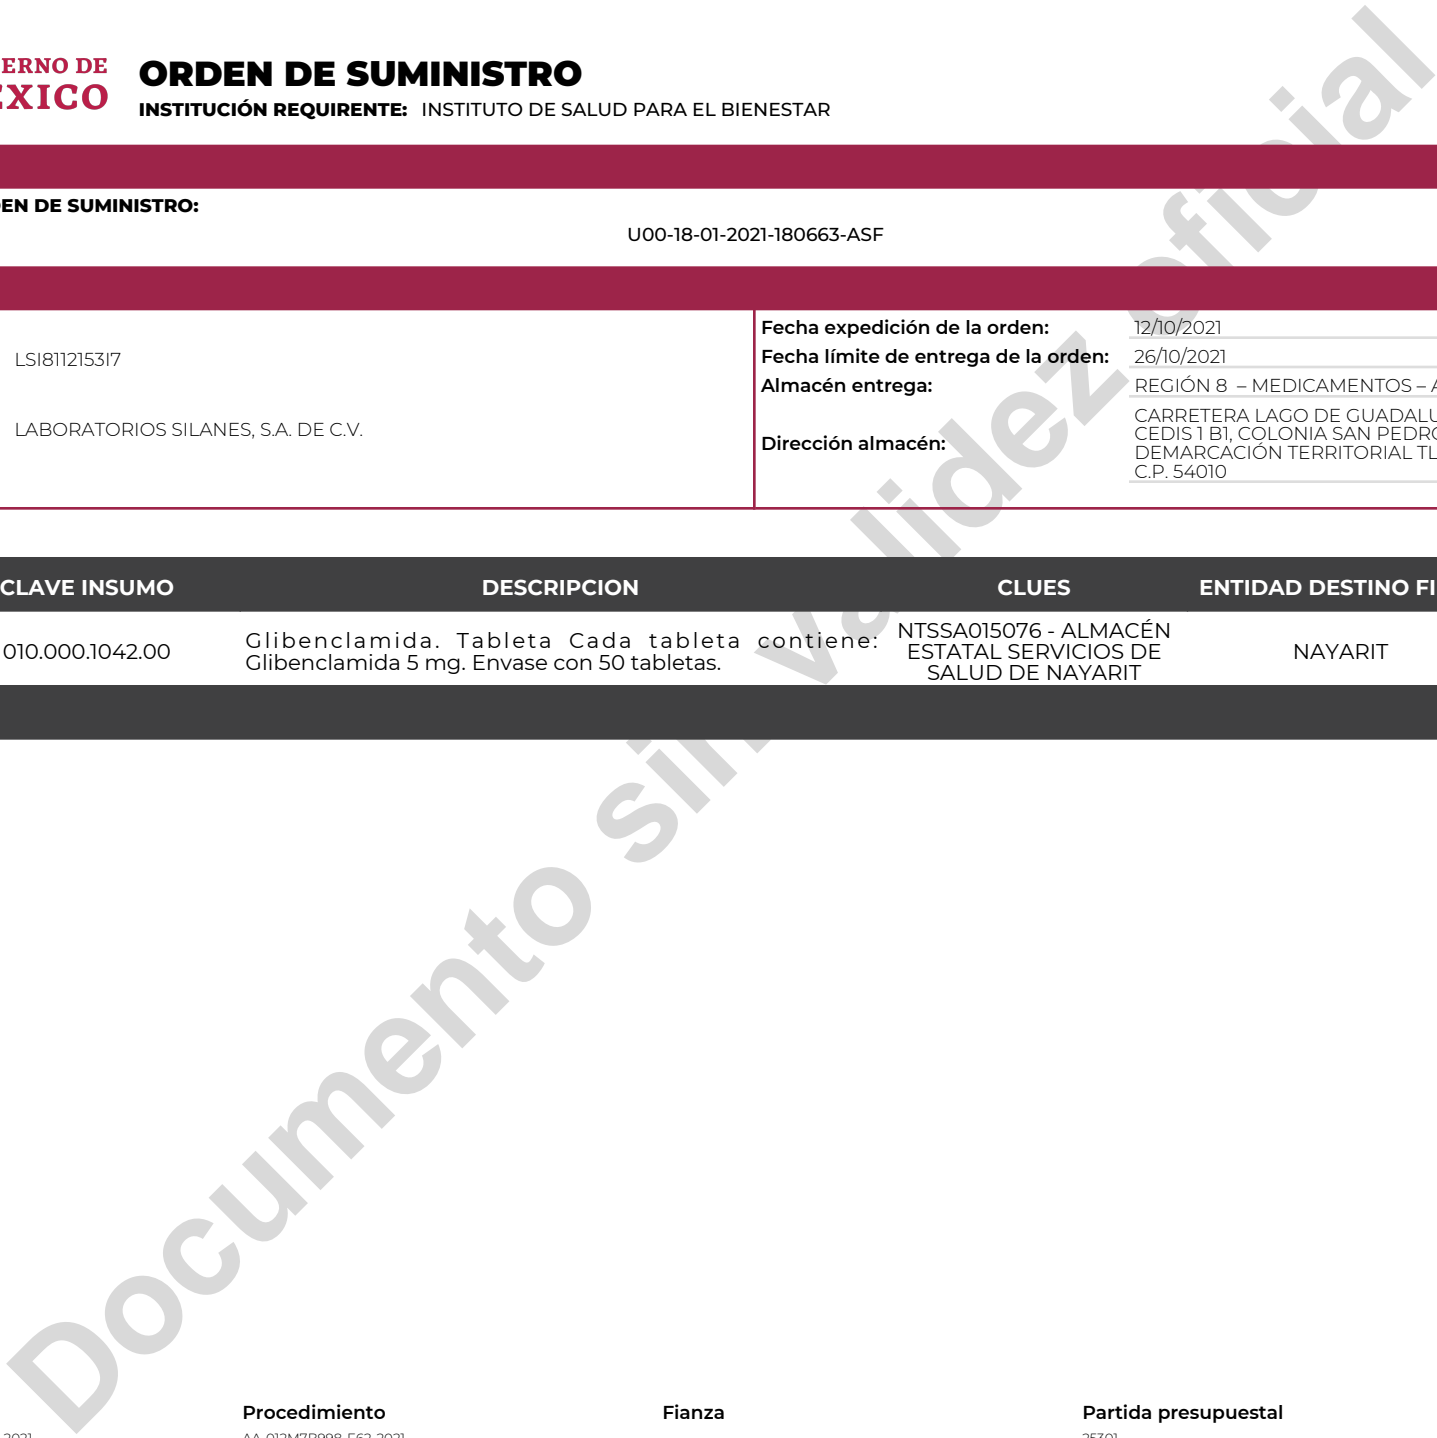 ERNO DE
ORDEN DE SUMINISTRO
INSTITUCIÓN REQUIRENTE: INSTITUTO DE SALUD PARA EL BIENESTAR
EXICO
EN DE SUMINISTRO:
U00-18-01-2021-180663-ASF
LSI8112153I7
LABORATORIOS SILANES, S.A. DE C.V.
Fecha expedición de la orden: 12/10/2021
Fecha límite de entrega de la orden: 26/10/2021
Almacén entrega: REGIÓN 8 – MEDICAMENTOS – A
Dirección almacén:
CARRETERA LAGO DE GUADALU
CEDIS 1 B1, COLONIA SAN PEDRO
DEMARCACIÓN TERRITORIAL TL
C.P. 54010
CLAVE INSUMO DESCRIPCION CLUES ENTIDAD DESTINO FI
010.000.1042.00
Glibenclamida. Tableta Cada tableta contiene:
Glibenclamida 5 mg. Envase con 50 tabletas.
NTSSA015076 - ALMACÉN
ESTATAL SERVICIOS DE
SALUD DE NAYARIT
NAYARIT
Documento sin validez oficial
Procedimiento Fianza Partida presupuestal